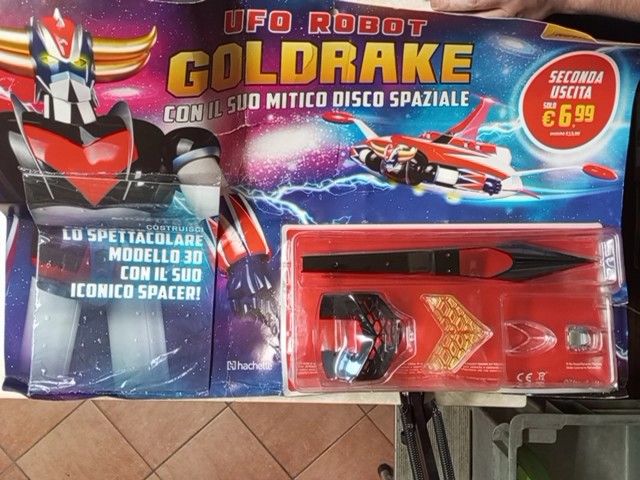 UFO ROBOT
GOLDRAKE
CON IL SUO MITICO DISCO SPAZIALE
SECONDA
USCITA
SOLO
€ 6,99
COSTRUISCI
LO SPETTACOLARE
MODELLO 3D
CON IL SUO
ICONICO SPACER!
hachette
CE